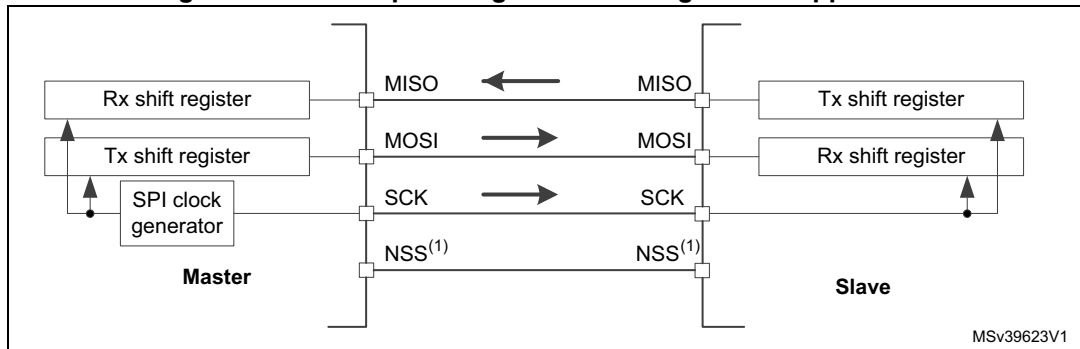 Rx shift register
Tx shift register
SPI clock
generator
Master
MISO
MOSI
SCK
NSS(1)
MISO
MOSI
SCK
NSS(1)
Tx shift register
Rx shift register
Slave
MSv39623V1